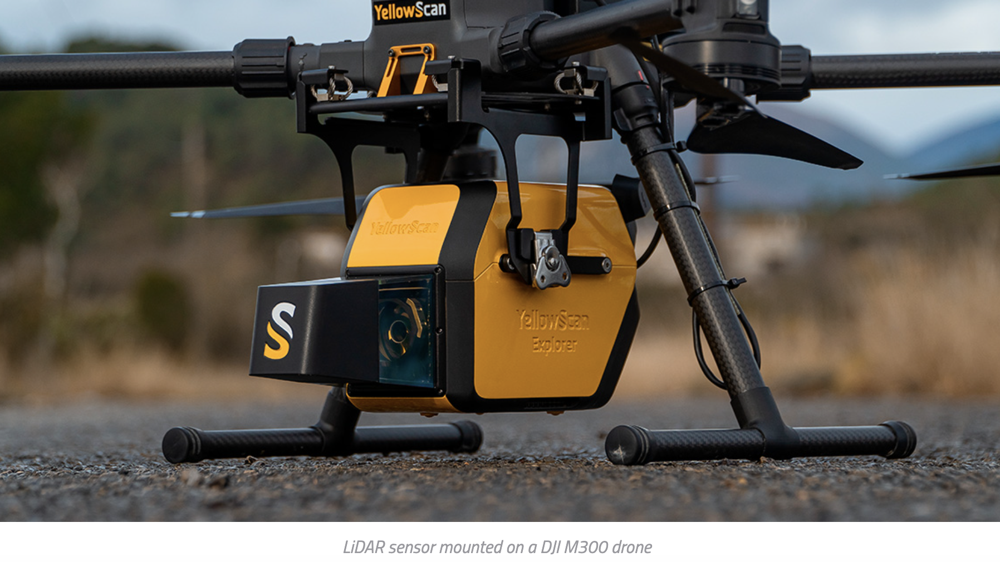 YellowScan
YellowScan
S
YellowScan
Explorer
LiDAR sensor mounted on a DJI M300 drone